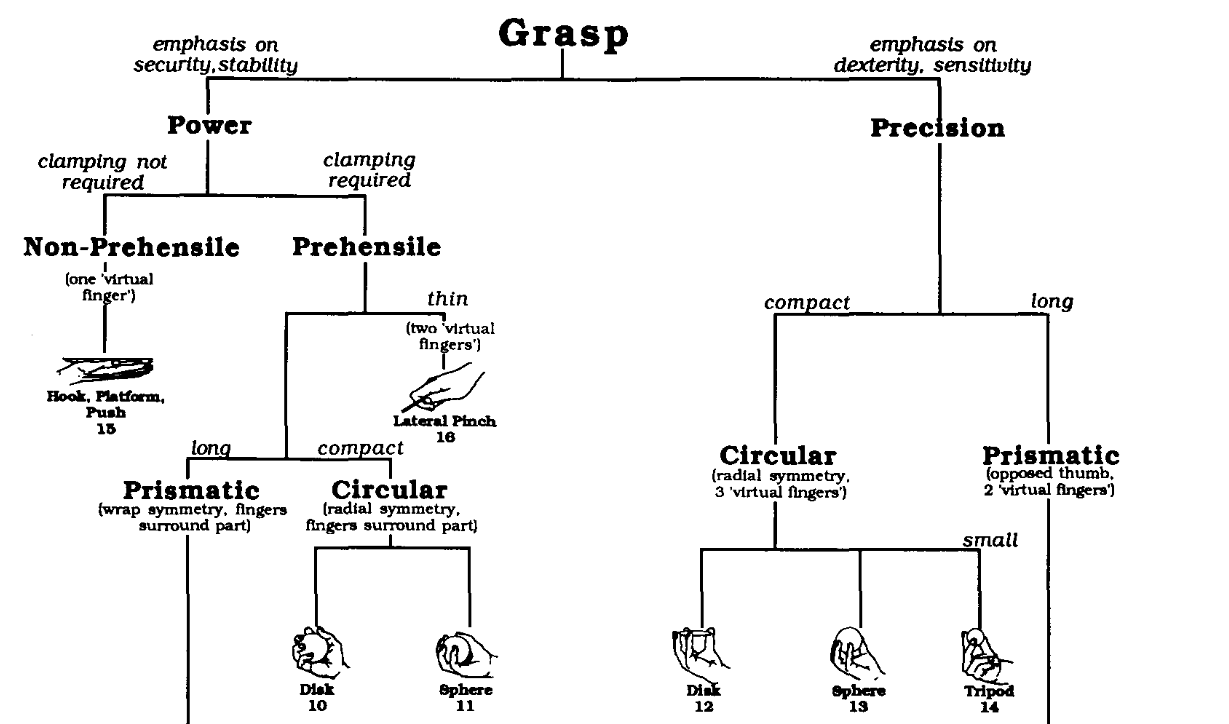 Grasp
emphasis on
security, stability
emphasis on
dexterity, sensitivity
Power
Precision
clamping not
required
clamping
required
Non-Prehensile
Prehensile
(one 'virtual
finger')
thin
(two 'virtual
fingers')
compact
long
Hook, Platform,
Push
15
Lateral Pinch
16
long
compact
Prismatic
(wrap symmetry, fingers
surround part)
Circular
(radial symmetry,
fingers surround part)
Circular
(radial symmetry,
3 'virtual fingers')
Prismatic
(opposed thumb,
2 'virtual fingers')
small
Disk
10
Sphere
11
Disk
12
Sphere
13
Tripod
14